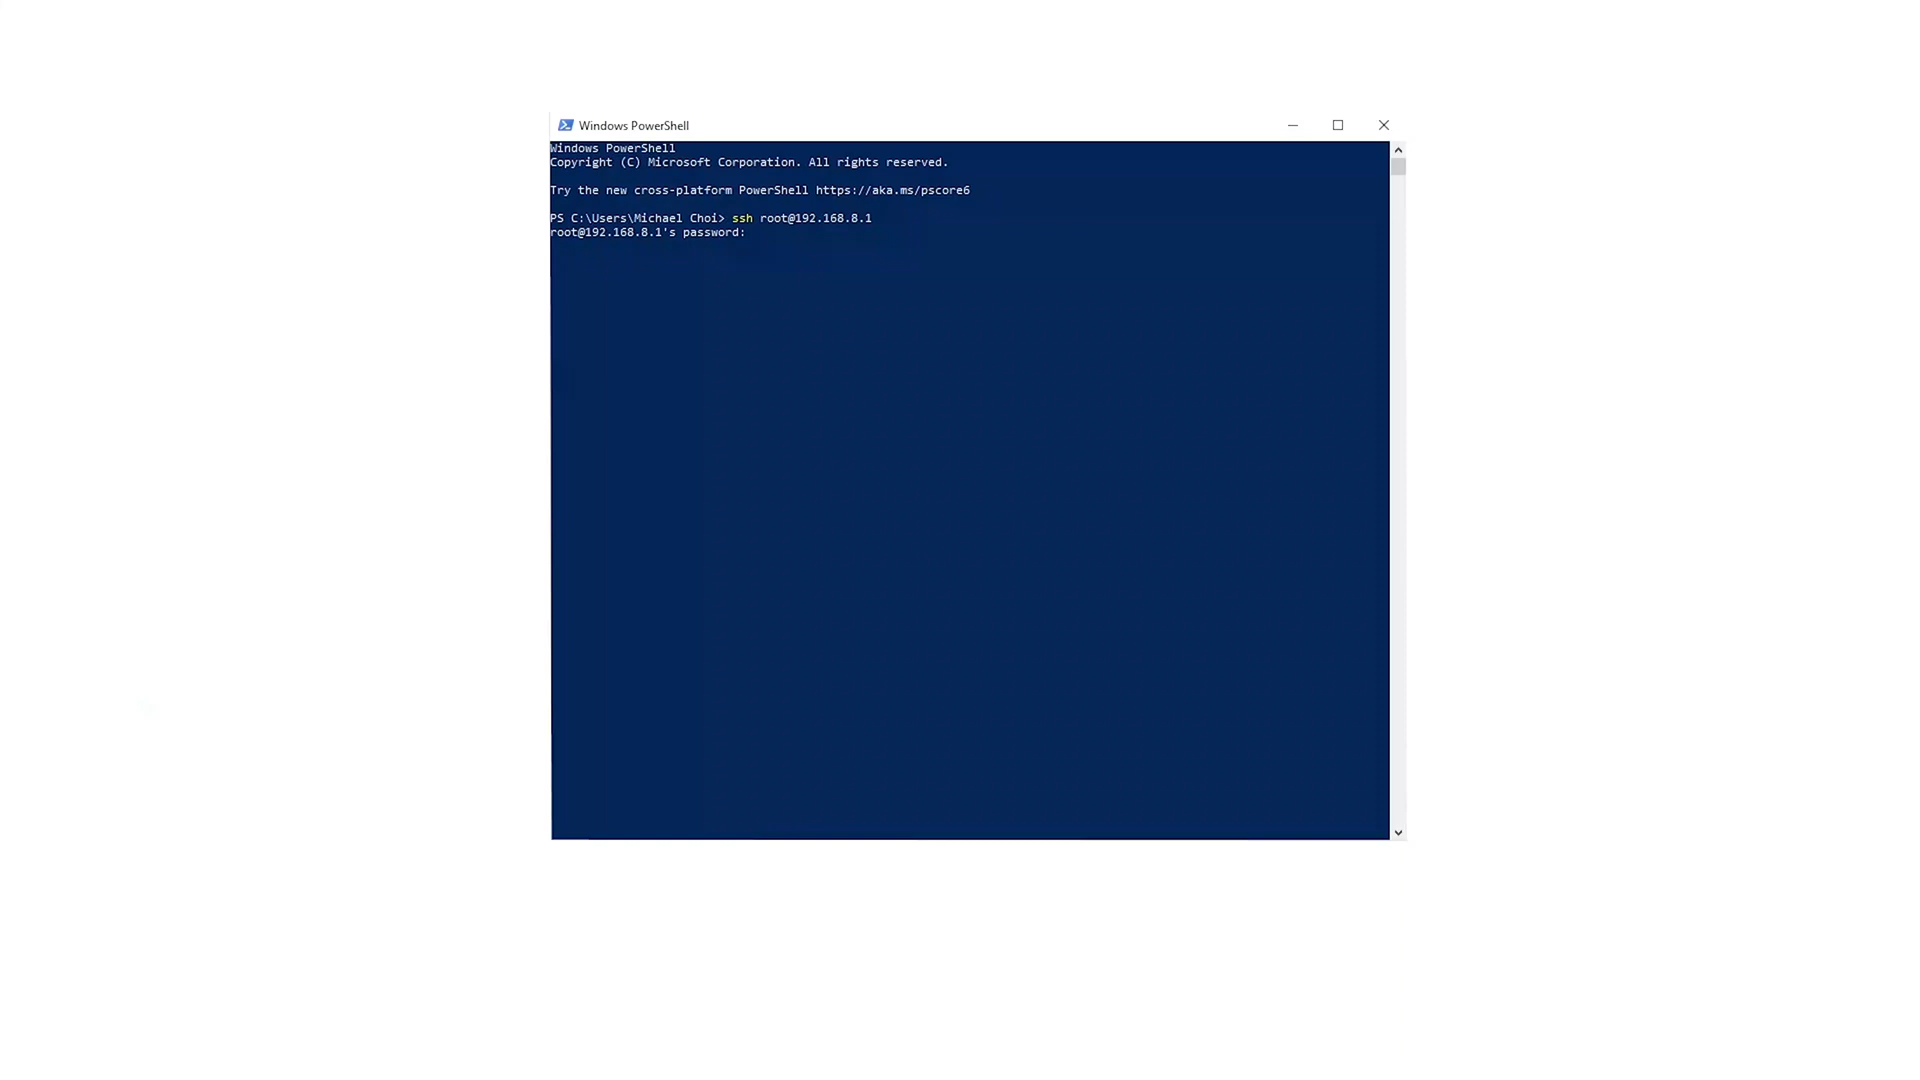 Windows PowerShell
Windows PowerShell
Copyright (C) Microsoft Corporation. All rights reserved.
Try the new cross-platform PowerShell https://aka.ms/pscore6
PS C:\Users\Michael Choi> ssh root@192.168.8.1
root@192.168.8.1's password: